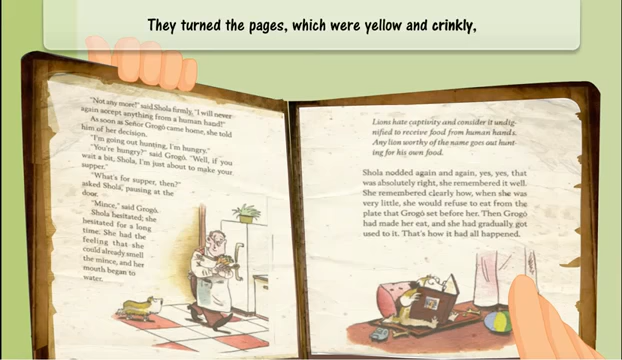 They turned the pages, which were yellow and crinkly,
"Not any more!" said Shola firmly. "I will never
again accept anything from a human hand!"
As soon as Señor Grogó came home, she told
him of her decision.
"I'm going out hunting, I'm hungry."
"You're hungry?" said Grogó. "Well, if you
wait a bit, Shola, I'm just about to make your
supper."
"What's for supper, then?"
asked Shola, pausing at the
door.
"Mince," said Grogó.
Shola hesitated; she
hesitated for a long
time. She had the
feeling that she
could already smell
the mince, and her
mouth began to
water.
Lions hate captivity and consider it undig-
nified to receive food from human hands.
Any lion worthy of the name goes out hunt-
ing for his own food.
Shola nodded again and again, yes, yes, that
was absolutely right, she remembered it well.
She remembered clearly how, when she was
very little, she would refuse to eat from the
plate that Grogó set before her. Then Grogó
had made her eat, and she had gradually got
used to it. That's how it had all happened.